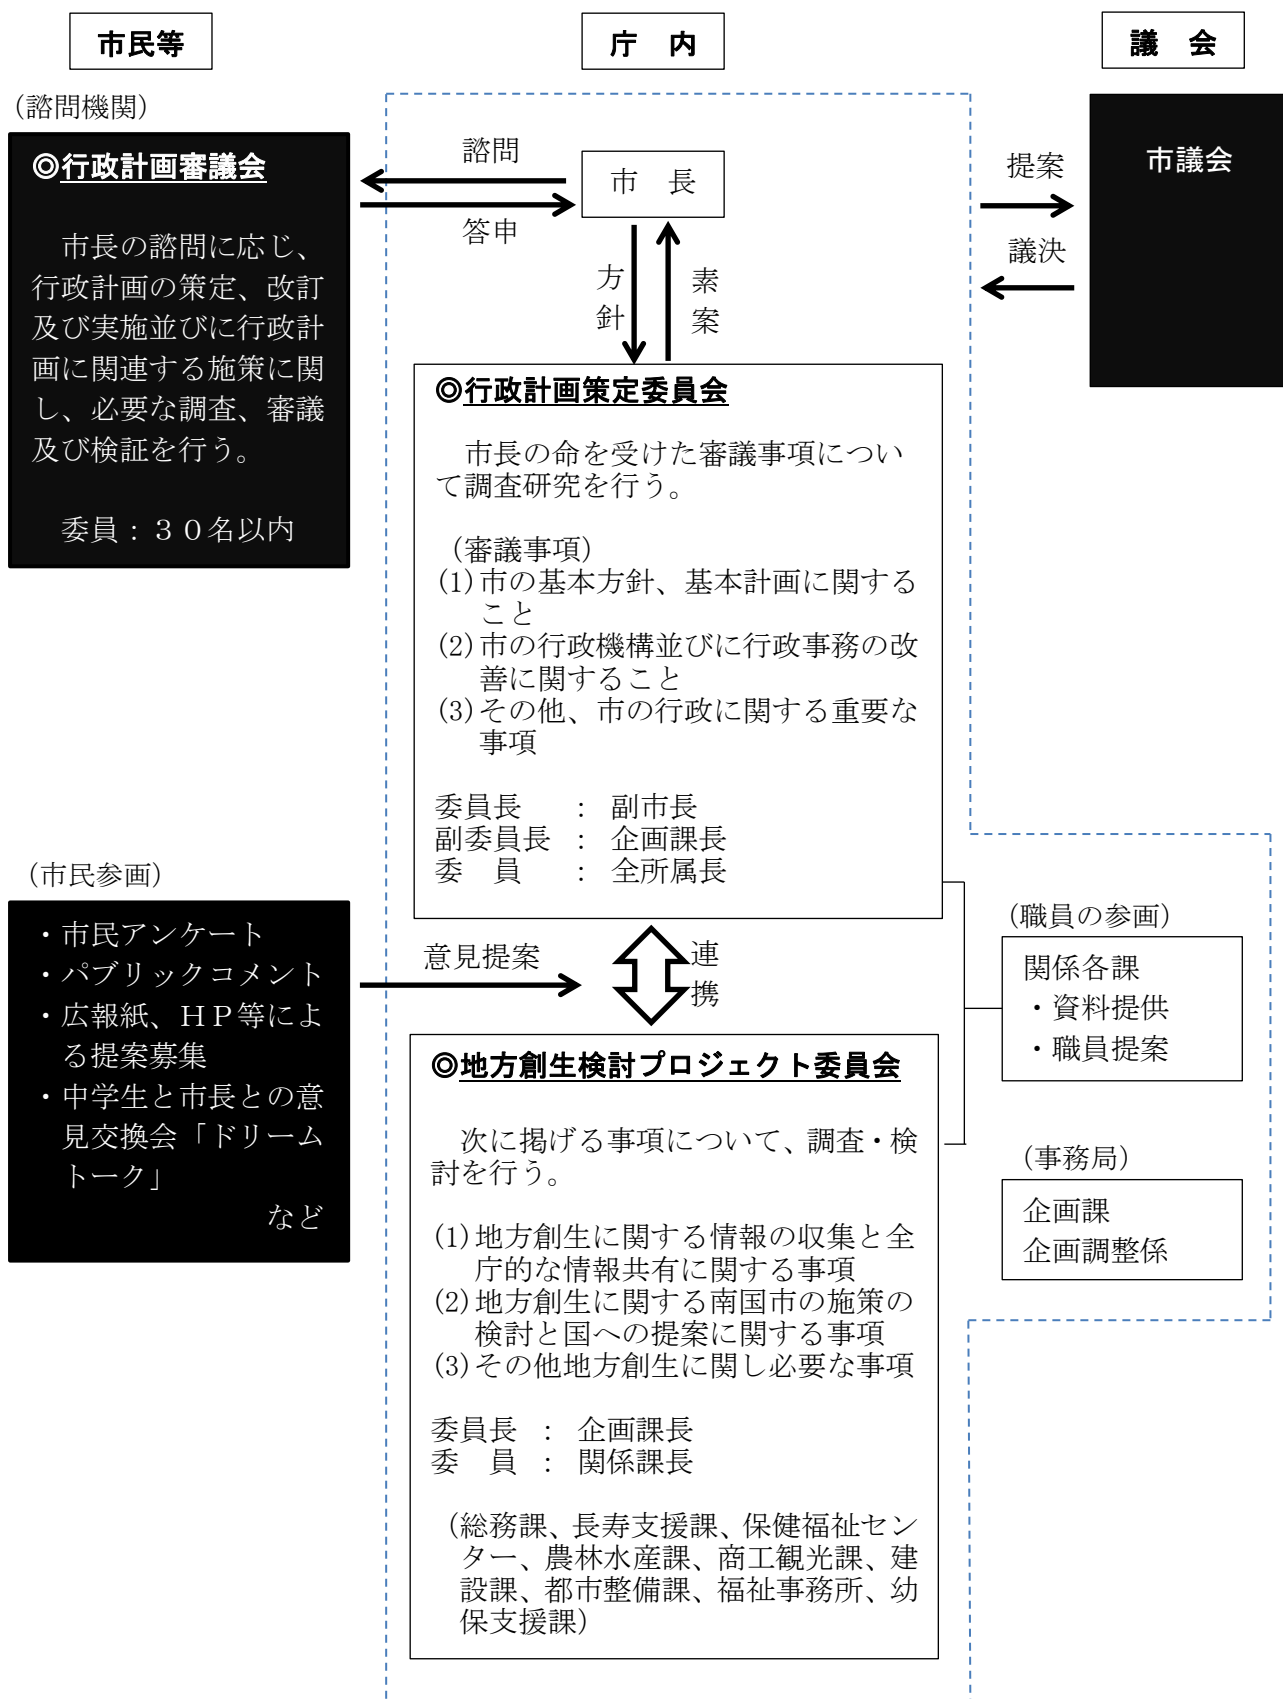 市民等
庁　内
議　会
（諮問機関）
◎行政計画審議会
市長の諮問に応じ、
行政計画の策定、改訂
及び実施並びに行政計
画に関連する施策に関
し、必要な調査、審議
及び検証を行う。
委員：３０名以内
諮問
答申
市　長
方針
素案
提案
議決
市議会
◎行政計画策定委員会
市長の命を受けた審議事項につい
て調査研究を行う。
（審議事項）
(1)市の基本方針、基本計画に関する
こと
(2)市の行政機構並びに行政事務の改
善に関すること
(3)その他、市の行政に関する重要な
事項
委員長　：　副市長
副委員長　：　企画課長
委　員　：　全所属長
（市民参画）
・市民アンケート
・パブリックコメント
・広報紙、ＨＰ等によ
る提案募集
・中学生と市長との意
見交換会「ドリーム
トーク」
など
意見提案
連携
（職員の参画）
関係各課
・資料提供
・職員提案
（事務局）
企画課
企画調整係
◎地方創生検討プロジェクト委員会
次に掲げる事項について、調査・検
討を行う。
(1)地方創生に関する情報の収集と全
庁的な情報共有に関する事項
(2)地方創生に関する南国市の施策の
検討と国への提案に関する事項
(3)その他地方創生に関し必要な事項
委員長　：　企画課長
委　員　：　関係課長
（総務課、長寿支援課、保健福祉セン
ター、農林水産課、商工観光課、建
設課、都市整備課、福祉事務所、幼
保支援課）